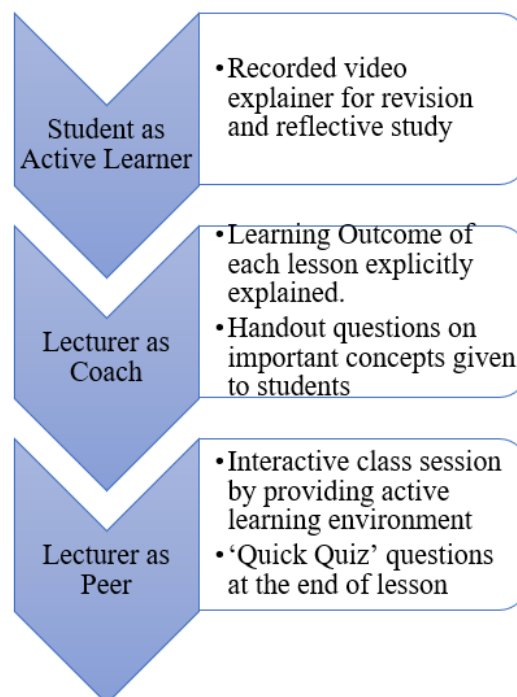 Student as
Active Learner
•Recorded video
explainer for revision
and reflective study
Lecturer as
Coach
•Learning Outcome of
each lesson explicitly
explained.
•Handout questions on
important concepts given
to students
Lecturer as
Peer
•Interactive class session
by providing active
learning environment
•‘Quick Quiz’ questions
at the end of lesson